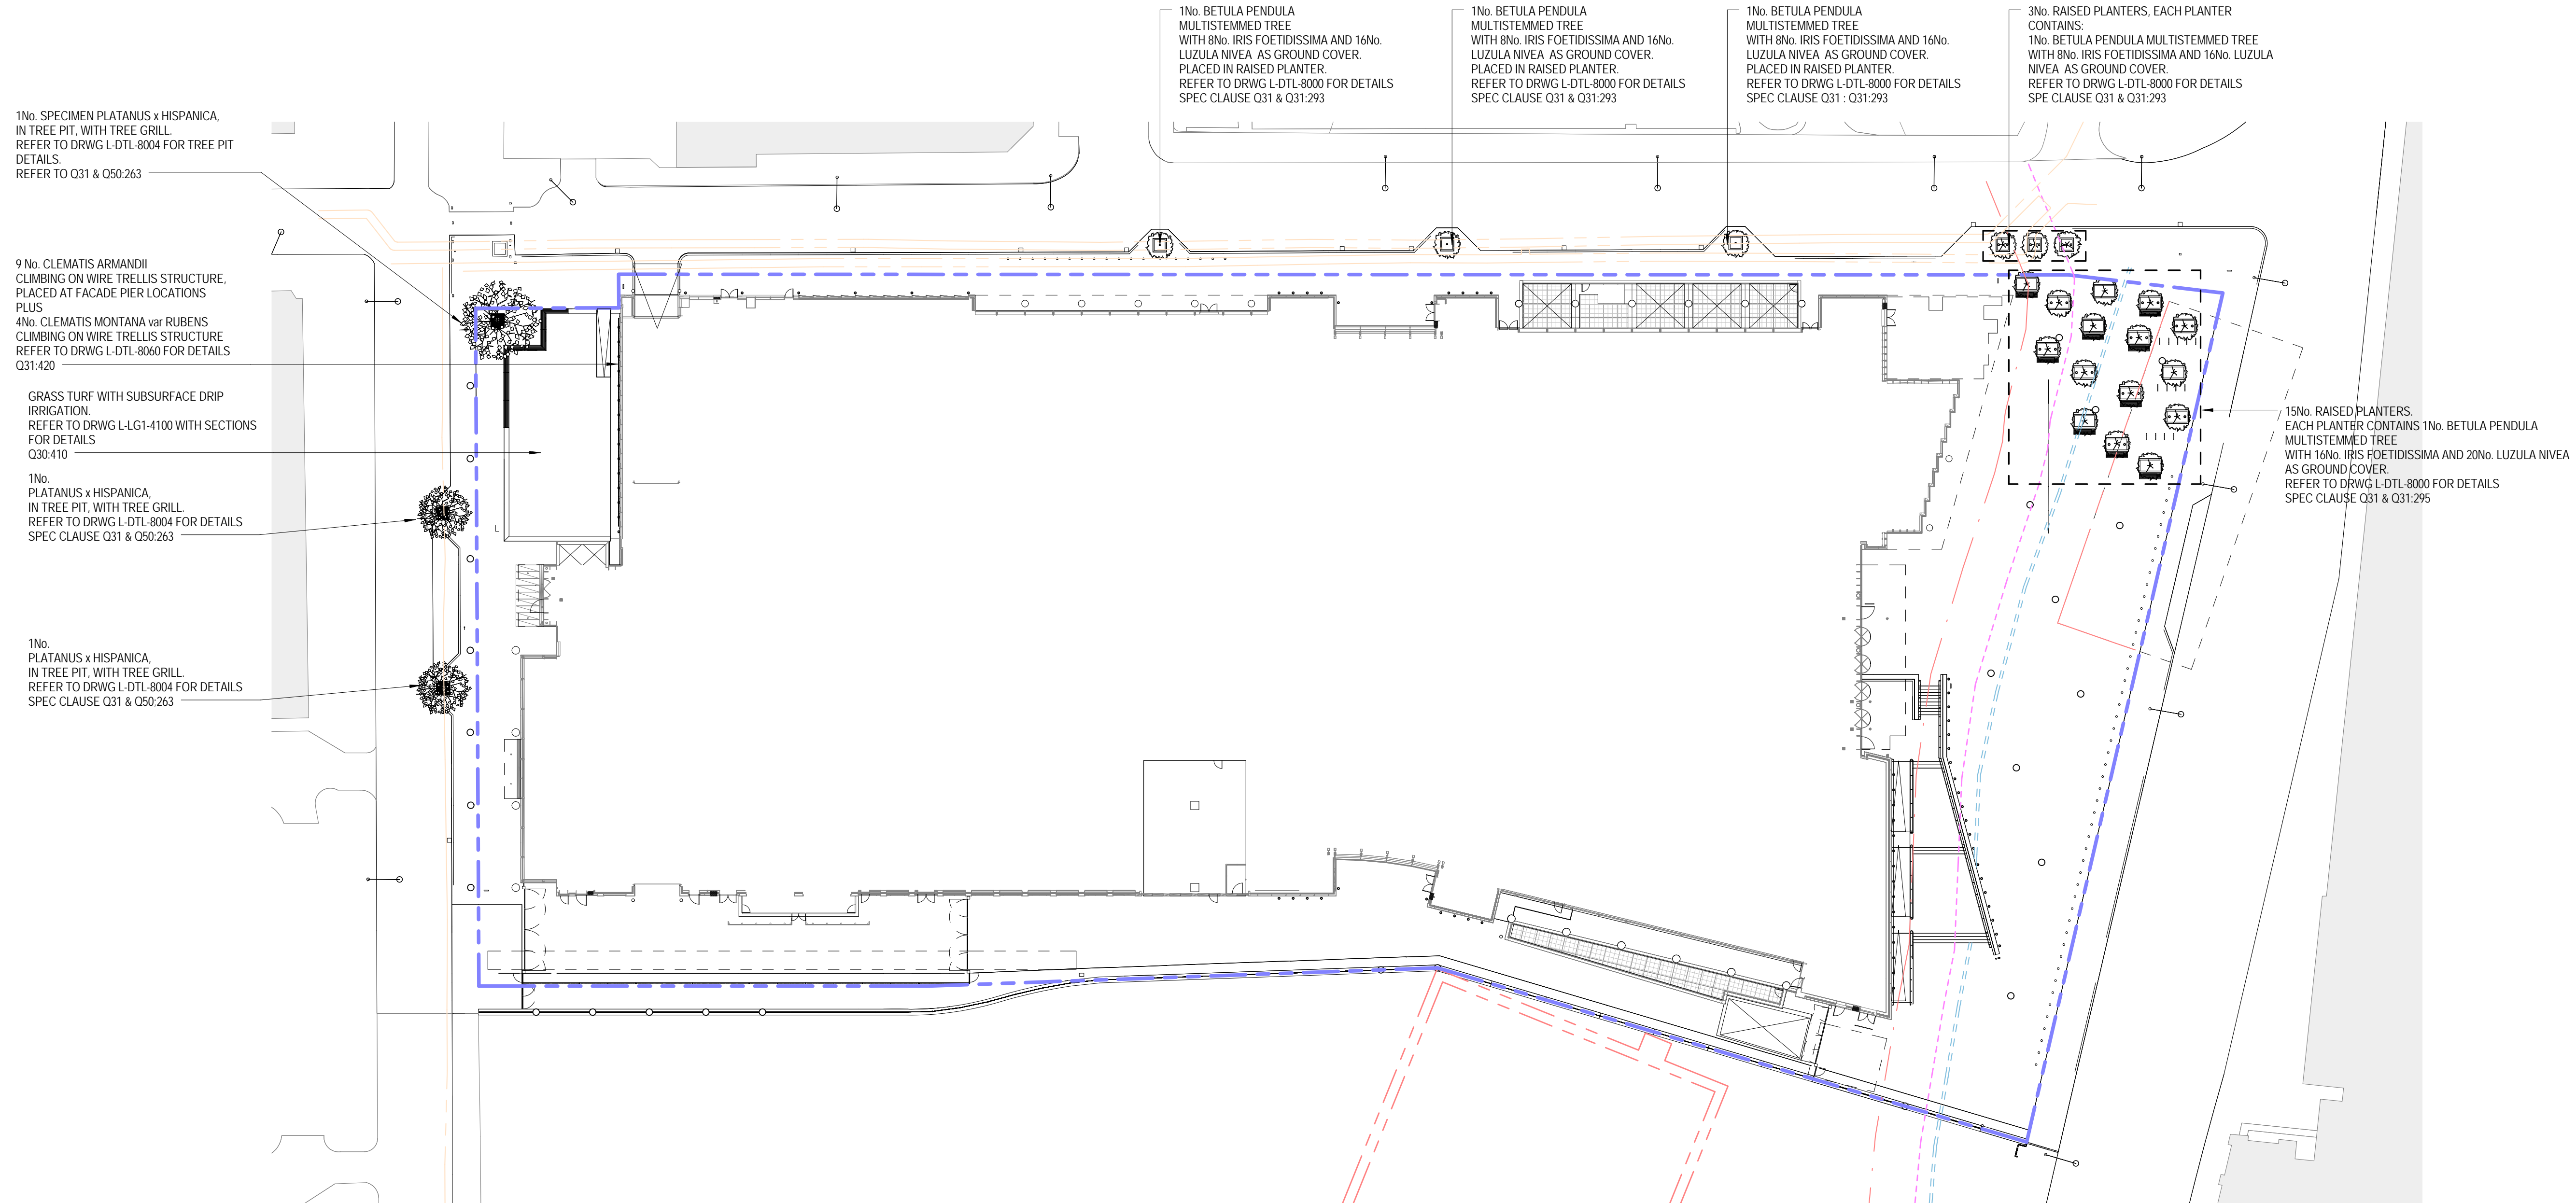 1No. BETULA PENDULA
MULTISTEMMED TREE
WITH 8No. IRIS FOETIDISSIMA AND 16No.
LUZULA NIVEA AS GROUND COVER.
PLACED IN RAISED PLANTER.
REFER TO DRWG L-DTL-8000 FOR DETAILS
SPEC CLAUSE Q31 & Q31:293
1No. BETULA PENDULA
MULTISTEMMED TREE
WITH 8No. IRIS FOETIDISSIMA AND 16No.
LUZULA NIVEA AS GROUND COVER.
PLACED IN RAISED PLANTER.
REFER TO DRWG L-DTL-8000 FOR DETAILS
SPEC CLAUSE Q31 & Q31:293
1No. BETULA PENDULA
MULTISTEMMED TREE
WITH 8No. IRIS FOETIDISSIMA AND 16No.
LUZULA NIVEA AS GROUND COVER.
PLACED IN RAISED PLANTER.
REFER TO DRWG L-DTL-8000 FOR DETAILS
SPEC CLAUSE Q31 : Q31:293
3No. RAISED PLANTERS, EACH PLANTER
CONTAINS:
1No. BETULA PENDULA MULTISTEMMED TREE
WITH 8No. IRIS FOETIDISSIMA AND 16No. LUZULA
NIVEA AS GROUND COVER.
REFER TO DRWG L-DTL-8000 FOR DETAILS
SPE CLAUSE Q31 & Q31:293
1No. SPECIMEN PLATANUS x HISPANICA,
IN TREE PIT, WITH TREE GRILL.
REFER TO DRWG L-DTL-8004 FOR TREE PIT
DETAILS.
REFER TO Q31 & Q50:263
9 No. CLEMATIS ARMANDII
CLIMBING ON WIRE TRELLIS STRUCTURE,
PLACED AT FACADE PIER LOCATIONS
PLUS
4No. CLEMATIS MONTANA var RUBENS
CLIMBING ON WIRE TRELLIS STRUCTURE
REFER TO DRWG L-DTL-8060 FOR DETAILS
Q31:420
GRASS TURF WITH SUBSURFACE DRIP
IRRIGATION.
REFER TO DRWG L-LG1-4100 WITH SECTIONS
FOR DETAILS
Q30:410
1No.
PLATANUS x HISPANICA,
IN TREE PIT, WITH TREE GRILL.
REFER TO DRWG L-DTL-8004 FOR DETAILS
SPEC CLAUSE Q31 & Q50:263
1No.
PLATANUS x HISPANICA,
IN TREE PIT, WITH TREE GRILL.
REFER TO DRWG L-DTL-8004 FOR DETAILS
SPEC CLAUSE Q31 & Q50:263
15No. RAISED PLANTERS.
EACH PLANTER CONTAINS 1No. BETULA PENDULA
MULTISTEMMED TREE
WITH 16No. IRIS FOETIDISSIMA AND 20No. LUZULA NIVEA
AS GROUND COVER.
REFER TO DRWG L-DTL-8000 FOR DETAILS
SPEC CLAUSE Q31 & Q31:295